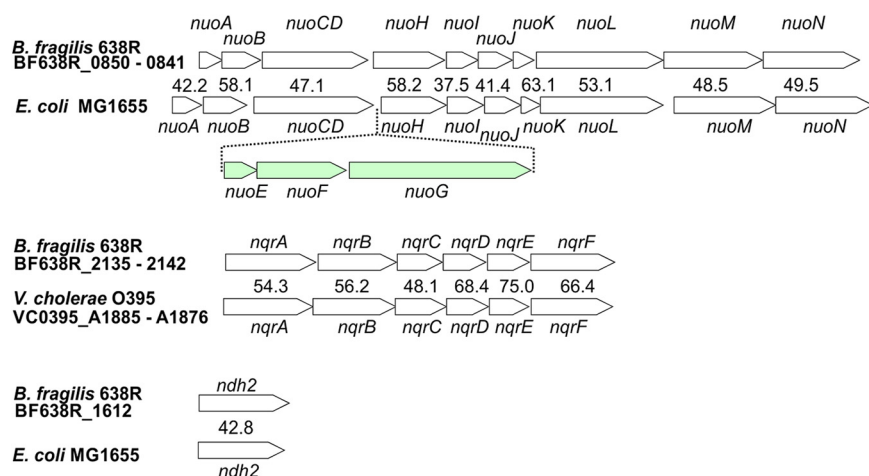 nuoA nuoB nuoCD nuoH nuoI nuoJ nuoK nuoL nuoM nuoN
B. fragilis 638R
BF638R_0850 - 0841
42.2 58.1 47.1 58.2 37.5 41.4 63.1 53.1 48.5 49.5
E. coli MG1655
nuoA nuoB nuoCD nuoH nuoI nuoJ nuoK nuoL nuoM nuoN
nuoE nuoF nuoG
B. fragilis 638R
BF638R_2135 - 2142
nqrA nqrB nqrC nqrD nqrE nqrF
54.3 56.2 48.1 68.4 75.0 66.4
V. cholerae O395
VC0395_A1885 - A1876
nqrA nqrB nqrC nqrD nqrE nqrF
ndh2
B. fragilis 638R
BF638R_1612
42.8
E. coli MG1655
ndh2